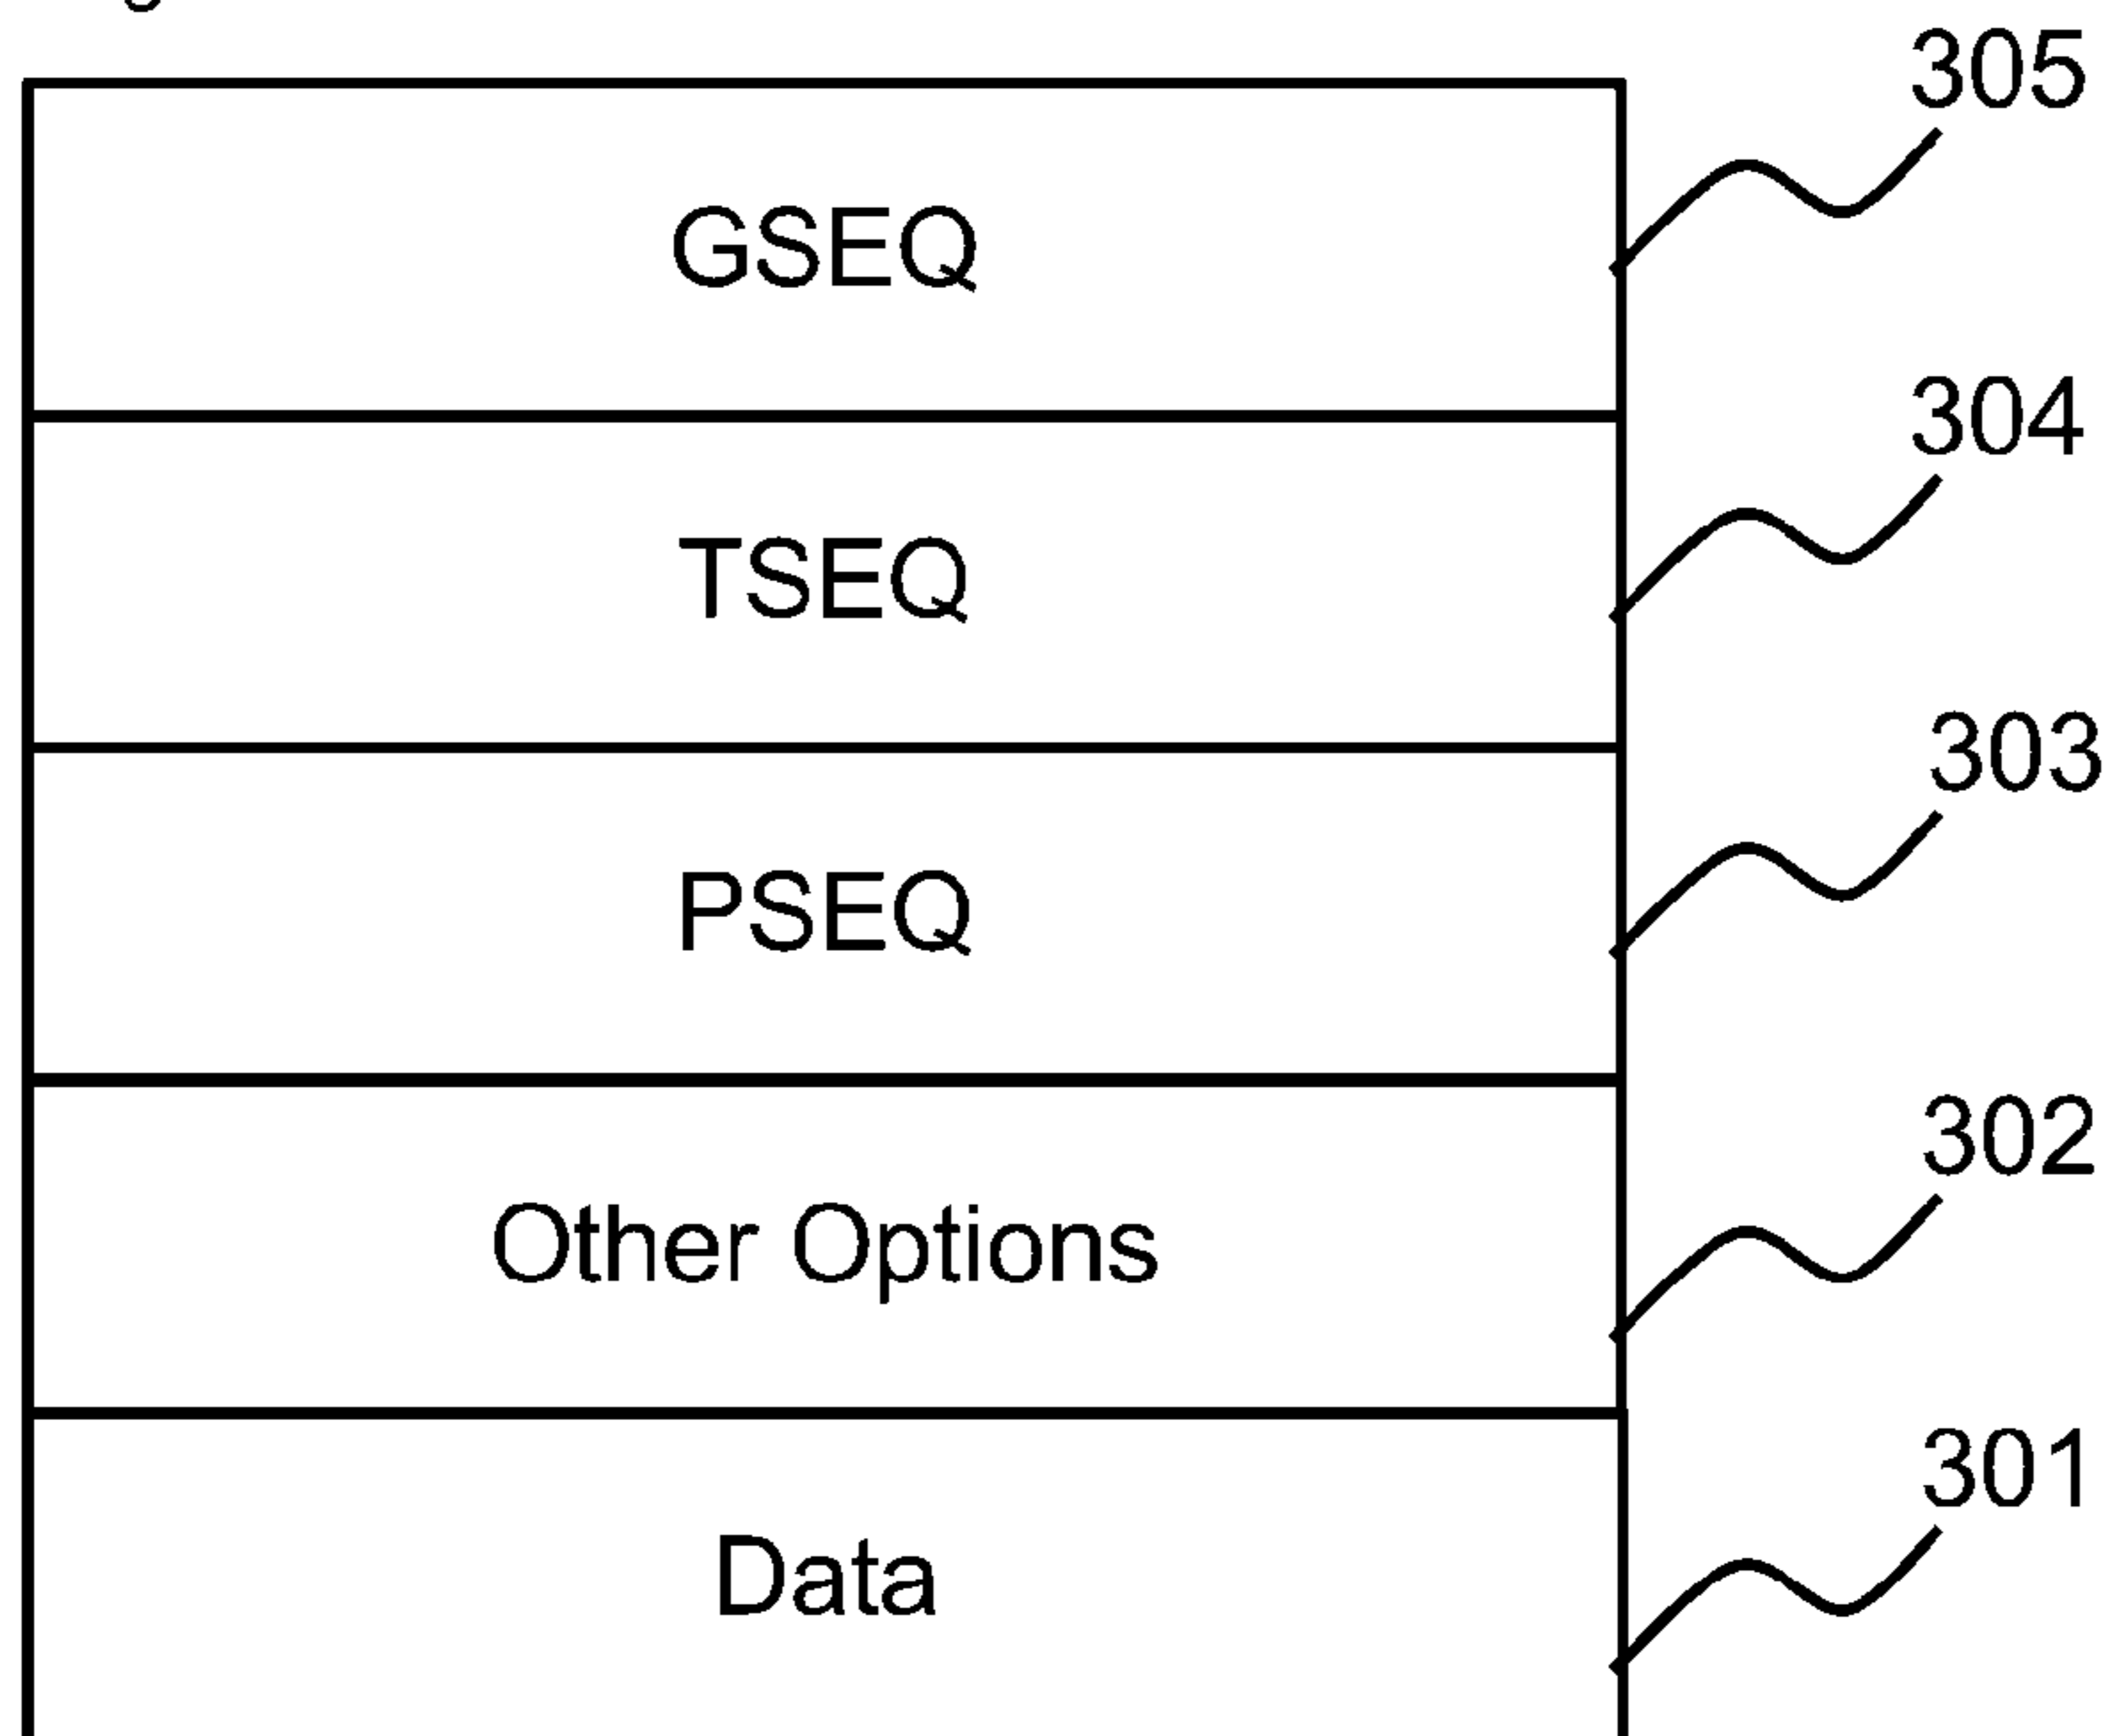 305
GSEQ
304
TSEQ
303
PSEQ
302
Other Options
301
Data